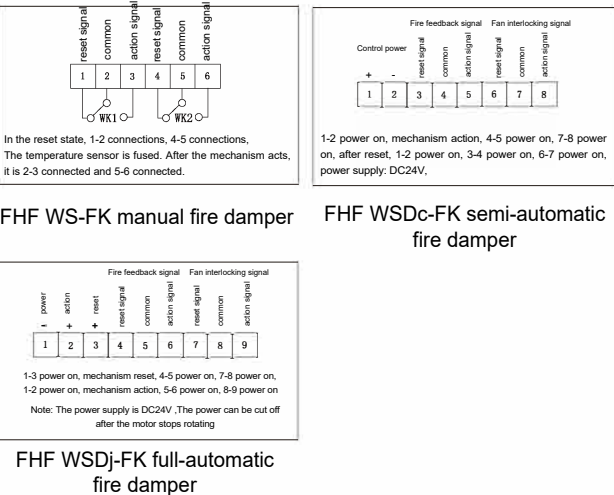 reset signal
common
action signal
reset signal
common
action signal
1 2 3 4 5 6
WK1 WK2
In the reset state, 1-2 connections, 4-5 connections,
The temperature sensor is fused. After the mechanism acts,
it is 2-3 connected and 5-6 connected.
FHF WS-FK manual fire damper
Fire feedback signal Fan interlocking signal
Control power
+ -
reset signal
common
action signal
reset signal
common
action signal
1 2 3 4 5 6 7 8
1-2 power on, mechanism action, 4-5 power on, 7-8 power
on, after reset, 1-2 power on, 3-4 power on, 6-7 power on,
power supply: DC24V,
FHF WSDc-FK semi-automatic
fire damper
Fire feedback signal Fan interlocking signal
power
action
reset
reset signal
common
action signal
reset signal
common
action signal
- + +
1 2 3 4 5 6 7 8 9
1-3 power on, mechanism reset, 4-5 power on, 7-8 power on,
1-2 power on, mechanism action, 5-6 power on, 8-9 power on
Note: The power supply is DC24V ,The power can be cut off
after the motor stops rotating
FHF WSDj-FK full-automatic
fire damper